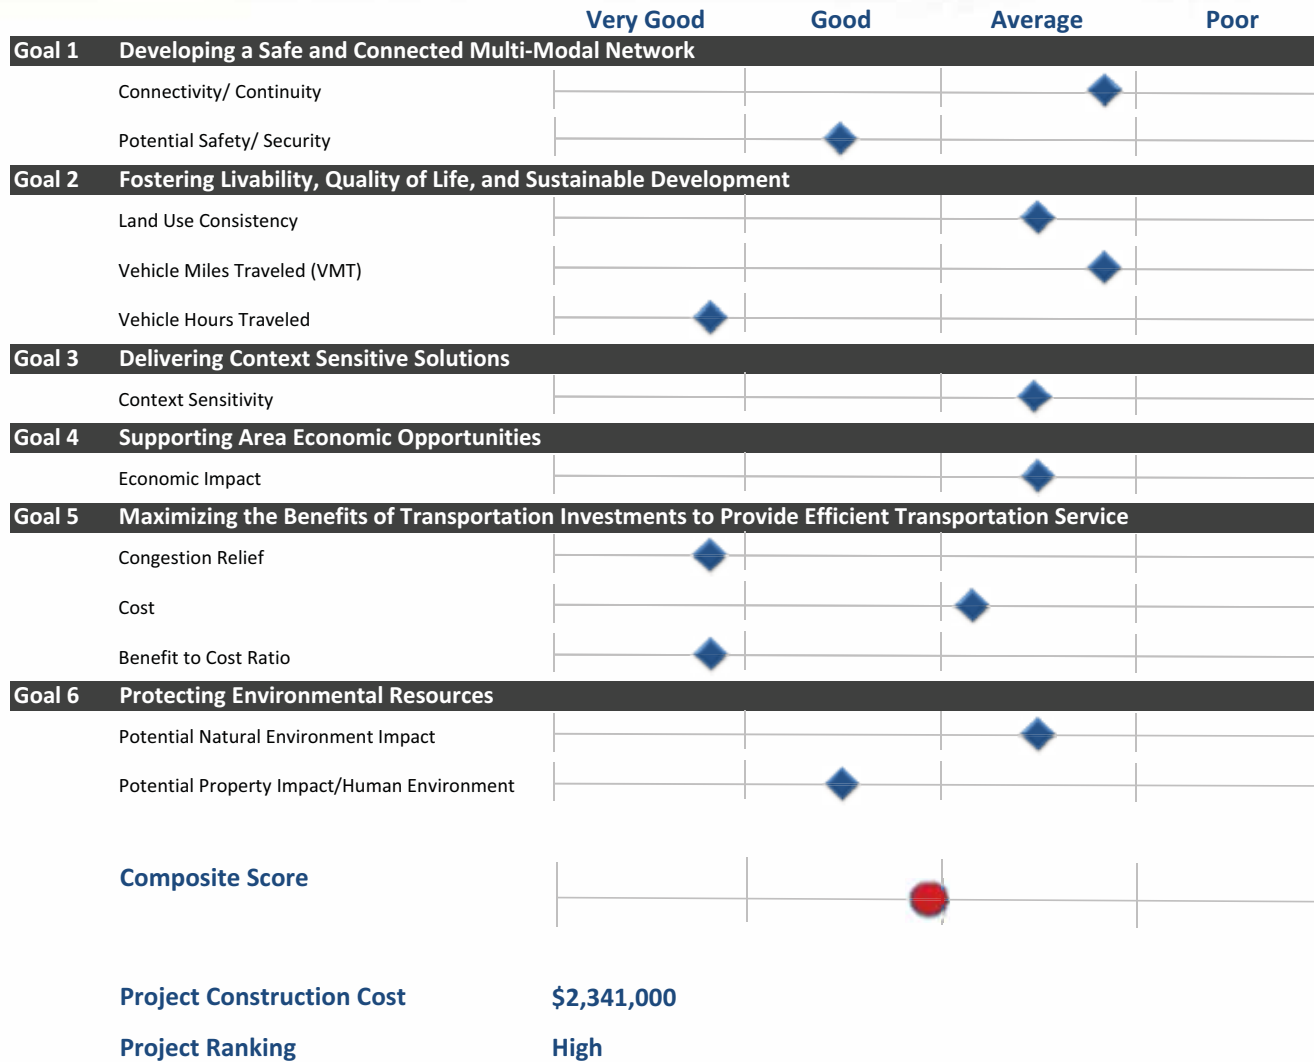 Very Good Good Average Poor
Goal 1 Developing a Safe and Connected Multi-Modal Network
Connectivity/ Continuity
Potential Safety/ Security
Goal 2 Fostering Livability, Quality of Life, and Sustainable Development
Land Use Consistency
Vehicle Miles Traveled (VMT)
Vehicle Hours Traveled
Goal 3 Delivering Context Sensitive Solutions
Context Sensitivity
Goal 4 Supporting Area Economic Opportunities
Economic Impact
Goal 5 Maximizing the Benefits of Transportation Investments to Provide Efficient Transportation Service
Congestion Relief
Cost
Benefit to Cost Ratio
Goal 6 Protecting Environmental Resources
Potential Natural Environment Impact
Potential Property Impact/Human Environment
Composite Score
Project Construction Cost $2,341,000
Project Ranking High